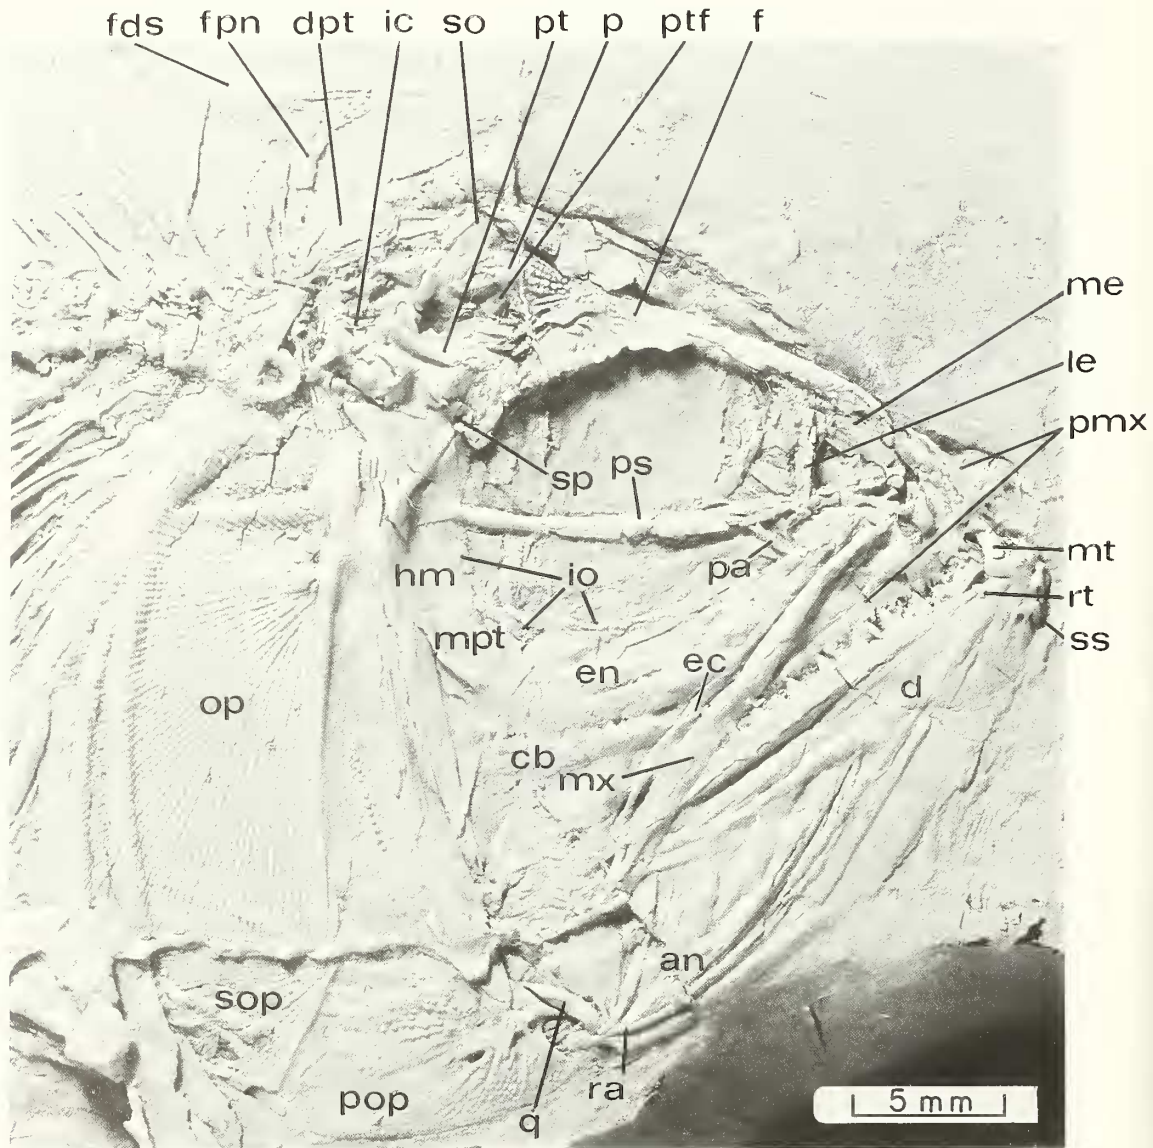 fds fpn dpt ic so pt p ptf f
me
le
pmx
sp ps
mt
hm io pa
rt
mpt
ss
en ec
op d
cb mx
an
sop
ra
pop q
5 mm